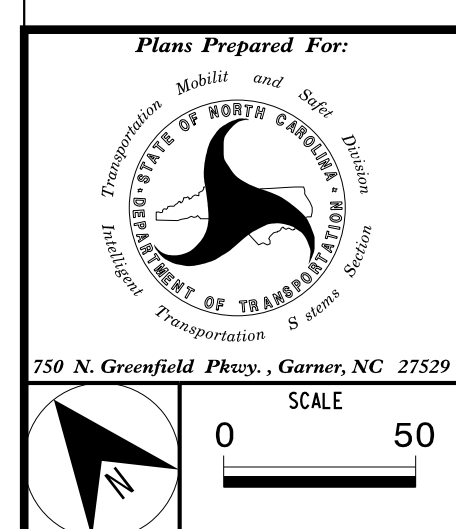 Plans Prepared For:
Transportation Mobilit and Safet Division
STATE OF NORTH CAROLINA
DEPARTMENT OF TRANSPORTATION
Intelligent Transportation S stems Section
750 N. Greenfield Pkwy. , Garner, NC 27529
SCALE
0 50
N